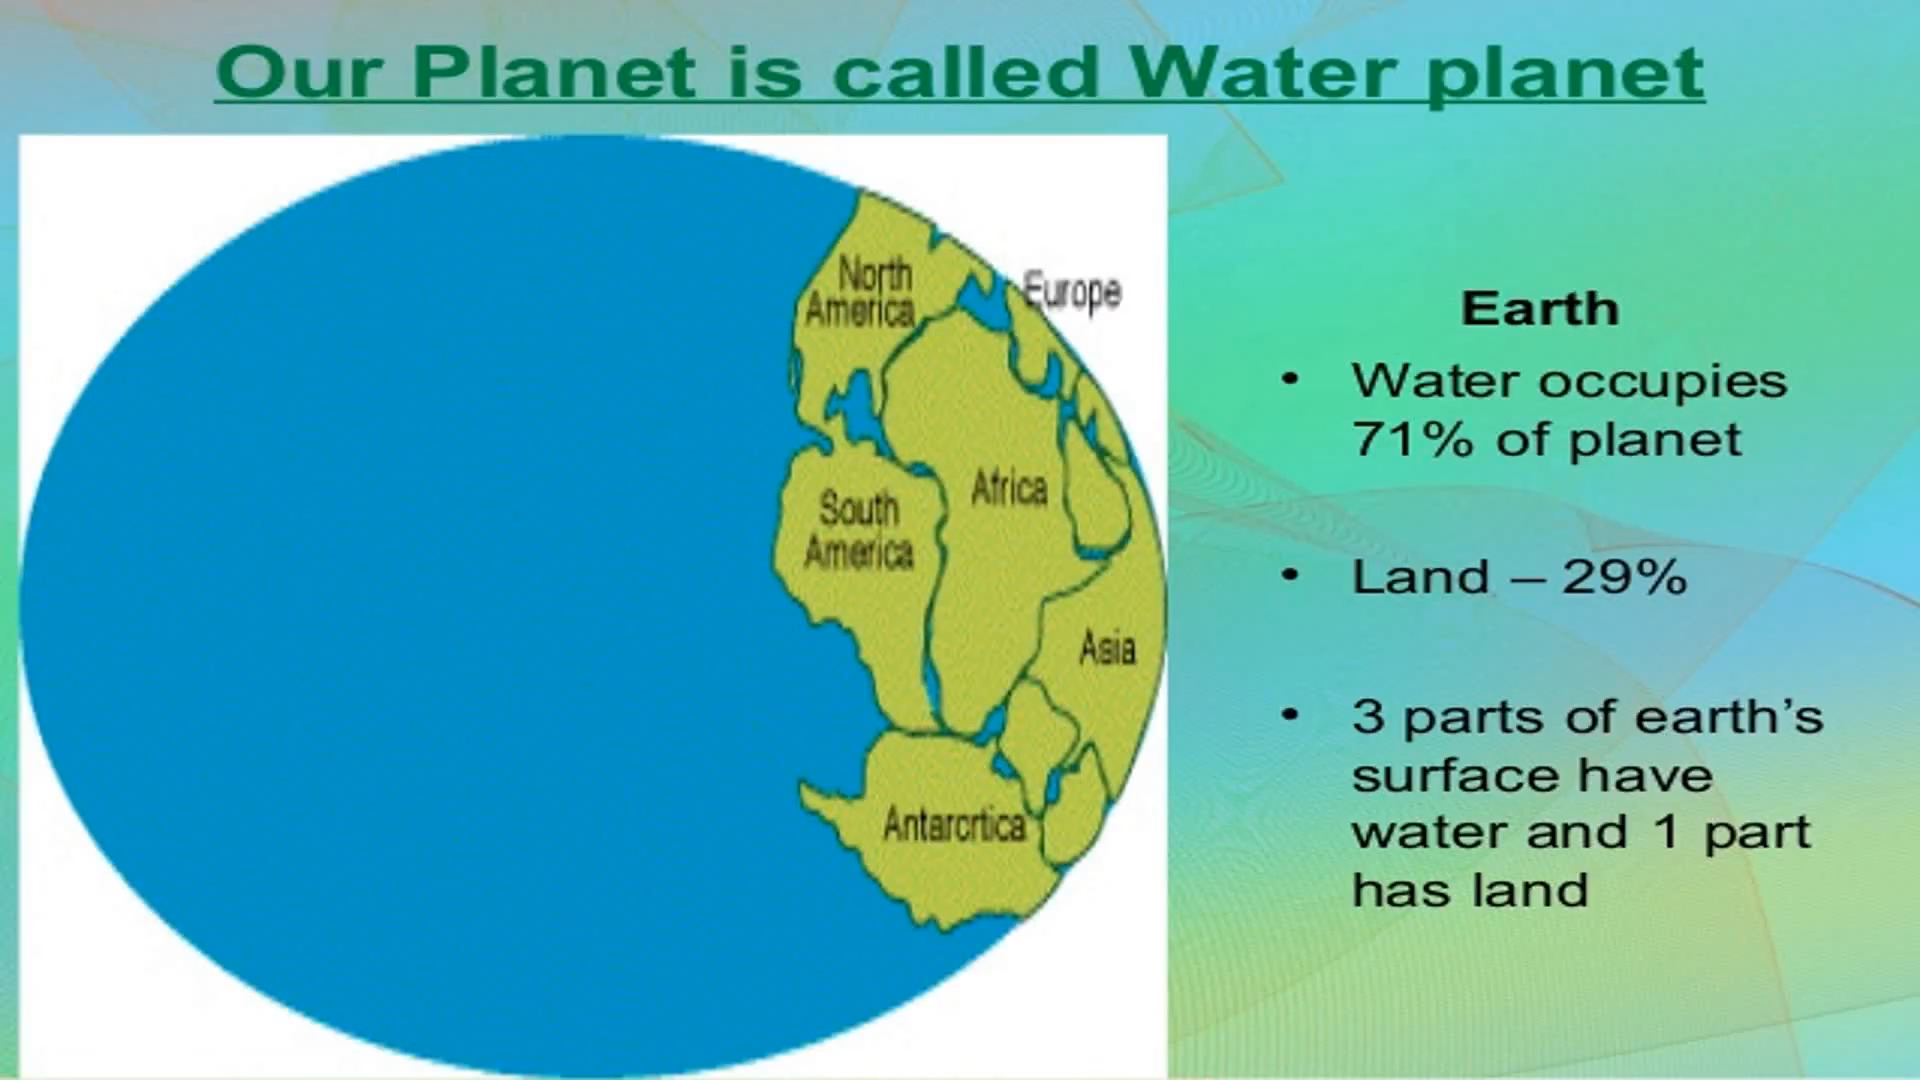 Our Planet is called Water planet
North
America
Europe
South
America
Africa
Asia
Antarcrtica
Earth
• Water occupies
71% of planet
• Land – 29%
• 3 parts of earth’s
surface have
water and 1 part
has land